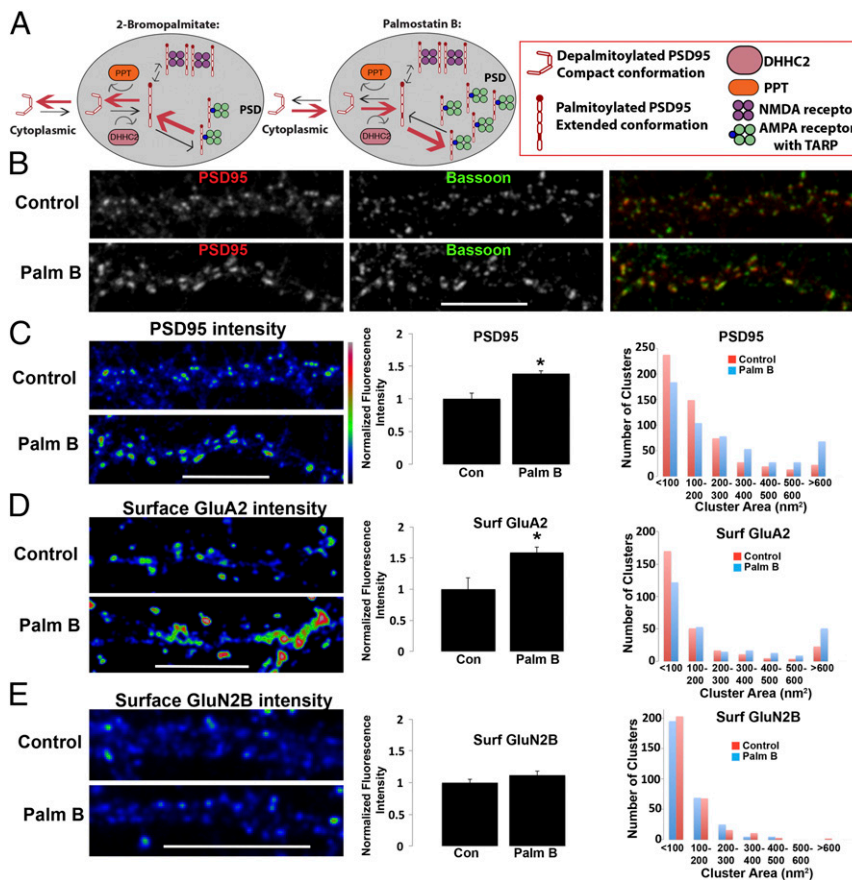 A
2-Bromopalmitate:
Palmostatin B:
PPT
DHHC2
PSD
Cytoplasmic
PPT
DHHC2
PSD
Cytoplasmic
Depalmitoylated PSD95
Compact conformation
Palmitoylated PSD95
Extended conformation
DHHC2
PPT
NMDA receptor
AMPA receptor
with TARP
B
PSD95
Bassoon
Control
PSD95
Bassoon
Palm B
C
PSD95 intensity
Control
Palm B
PSD95
Normalized Fluorescence
Intensity
2
1.5
1
0.5
0
*
Con
Palm B
PSD95
Number of Clusters
250
200
150
100
50
0
Control
Palm B
<100
100-
200
200-
300
300-
400
400-
500
500-
600
>600
Cluster Area (nm²)
D
Surface GluA2 intensity
Control
Palm B
Surf GluA2
Normalized Fluorescence
Intensity
2
1.5
1
0.5
0
*
Con
Palm B
Surf GluA2
Number of Clusters
200
150
100
50
0
Control
Palm B
<100
100-
200
200-
300
300-
400
400-
500
500-
600
>600
Cluster Area (nm²)
E
Surface GluN2B intensity
Control
Palm B
Surf GluN2B
Normalized Fluorescence
Intensity
2
1.5
1
0.5
0
Con
Palm B
Surf GluN2B
Number of Clusters
200
150
100
50
0
Control
Palm B
<100
100-
200
200-
300
300-
400
400-
500
500-
600
>600
Cluster Area (nm²)